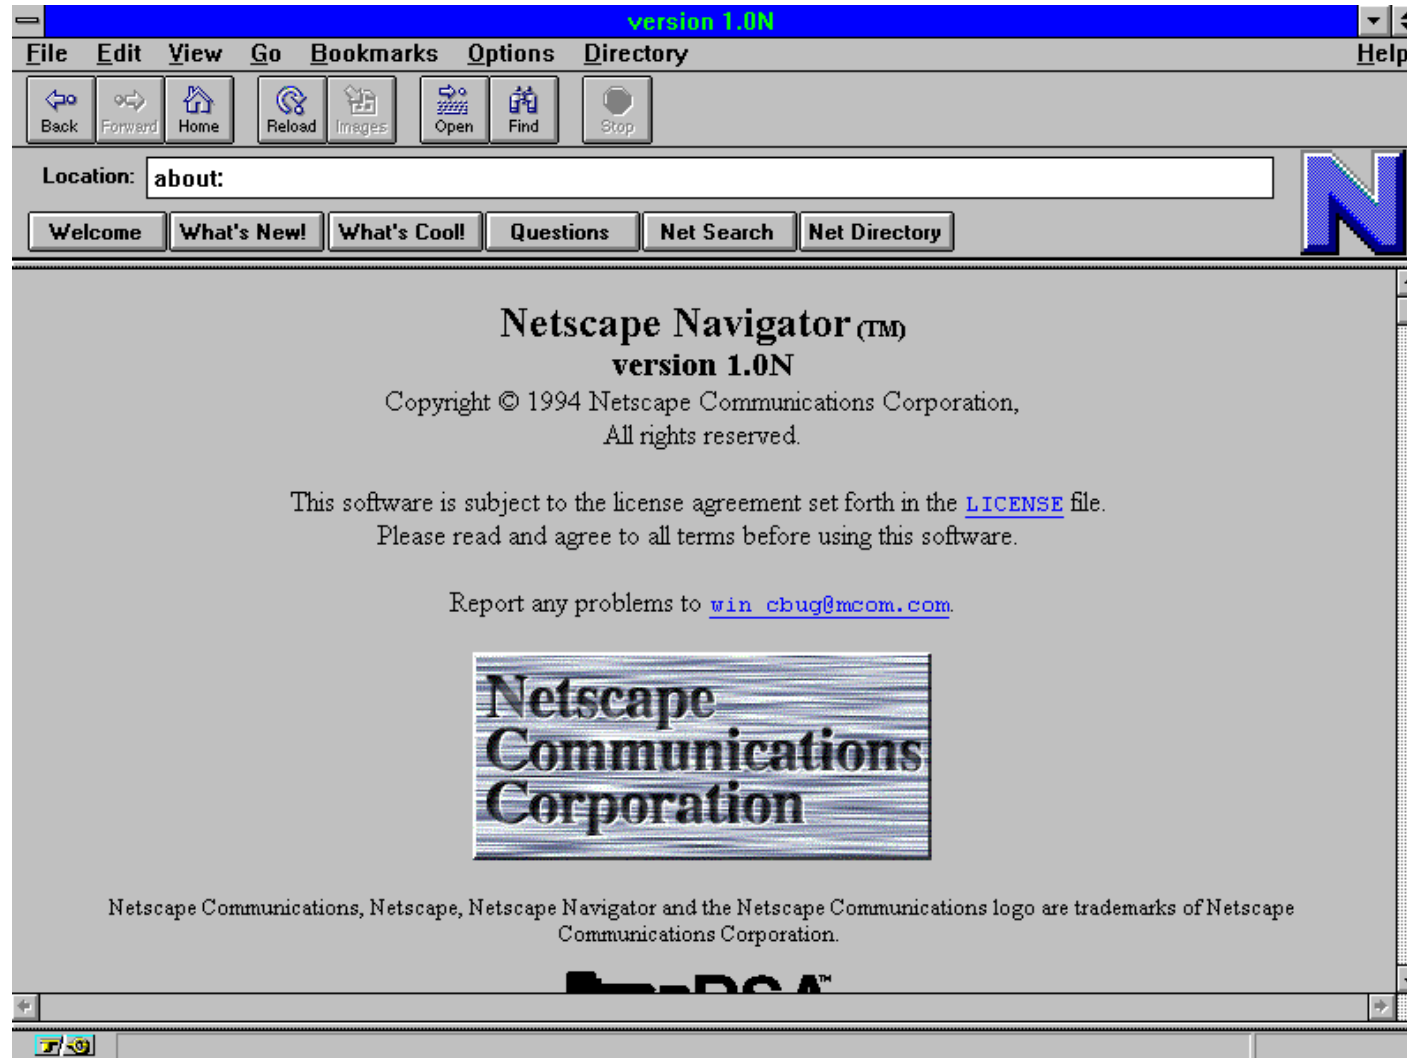 version 1.0N
File Edit View Go Bookmarks Options Directory Help
Back Forward Home Reload Images Open Find Stop
Location: about:
Welcome What's New! What's Cool! Questions Net Search Net Directory
Netscape Navigator (TM)
version 1.0N
Copyright © 1994 Netscape Communications Corporation,
All rights reserved.
This software is subject to the license agreement set forth in the LICENSE file.
Please read and agree to all terms before using this software.
Report any problems to win_cbug@mcom.com.
Netscape
Communications
Corporation
Netscape Communications, Netscape, Netscape Navigator and the Netscape Communications logo are trademarks of Netscape
Communications Corporation.
RSA™